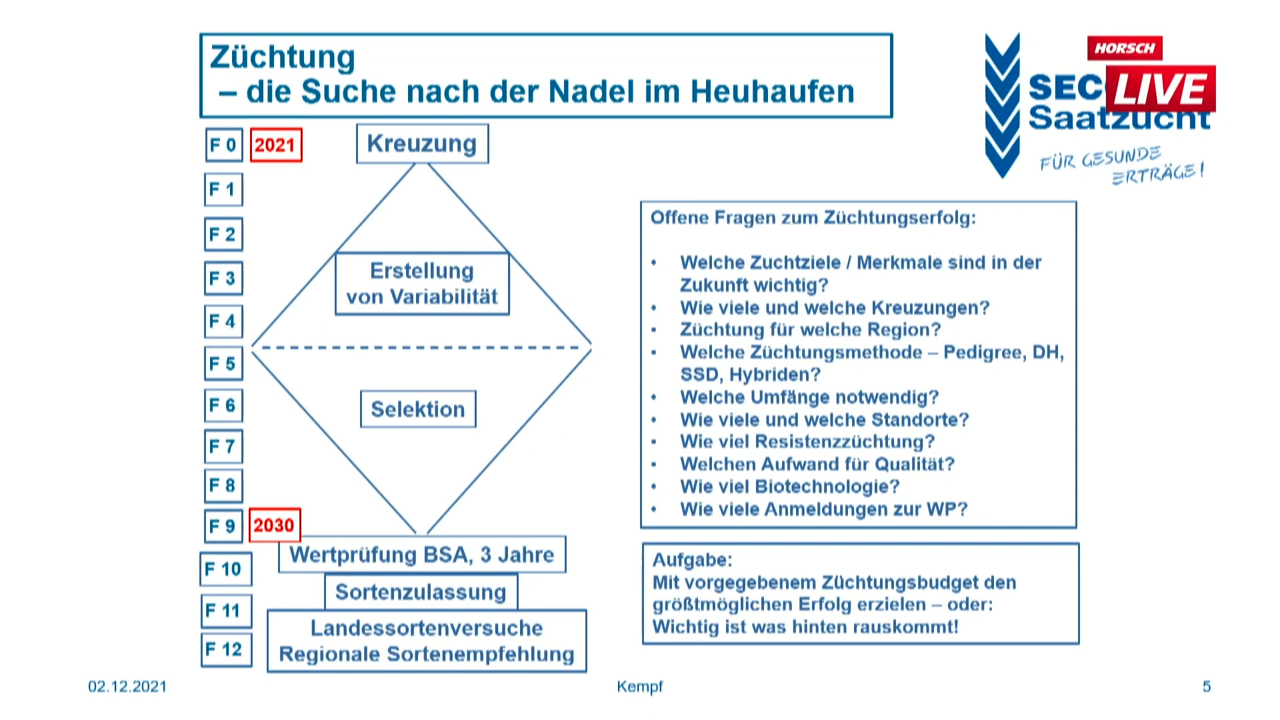 Züchtung
– die Suche nach der Nadel im Heuhaufen
HORSCH
LIVE
SEC
Saatzucht
FÜR GESUNDE
ERTRÄGE!
F 0
2021
Kreuzung
F 1
F 2
F 3
Erstellung
von Variabilität
F 4
F 5
F 6
Selektion
F 7
F 8
F 9
2030
Wertprüfung BSA, 3 Jahre
F 10
Sortenzulassung
F 11
Landessortenversuche
Regionale Sortenempfehlung
F 12
Offene Fragen zum Züchtungserfolg:
• Welche Zuchtziele / Merkmale sind in der
Zukunft wichtig?
• Wie viele und welche Kreuzungen?
• Züchtung für welche Region?
• Welche Züchtungsmethode – Pedigree, DH,
SSD, Hybriden?
• Welche Umfänge notwendig?
• Wie viele und welche Standorte?
• Wie viel Resistenzzüchtung?
• Welchen Aufwand für Qualität?
• Wie viel Biotechnologie?
• Wie viele Anmeldungen zur WP?
Aufgabe:
Mit vorgegebenem Züchtungsbudget den
größtmöglichen Erfolg erzielen – oder:
Wichtig ist was hinten rauskommt!
02.12.2021
Kempf
5